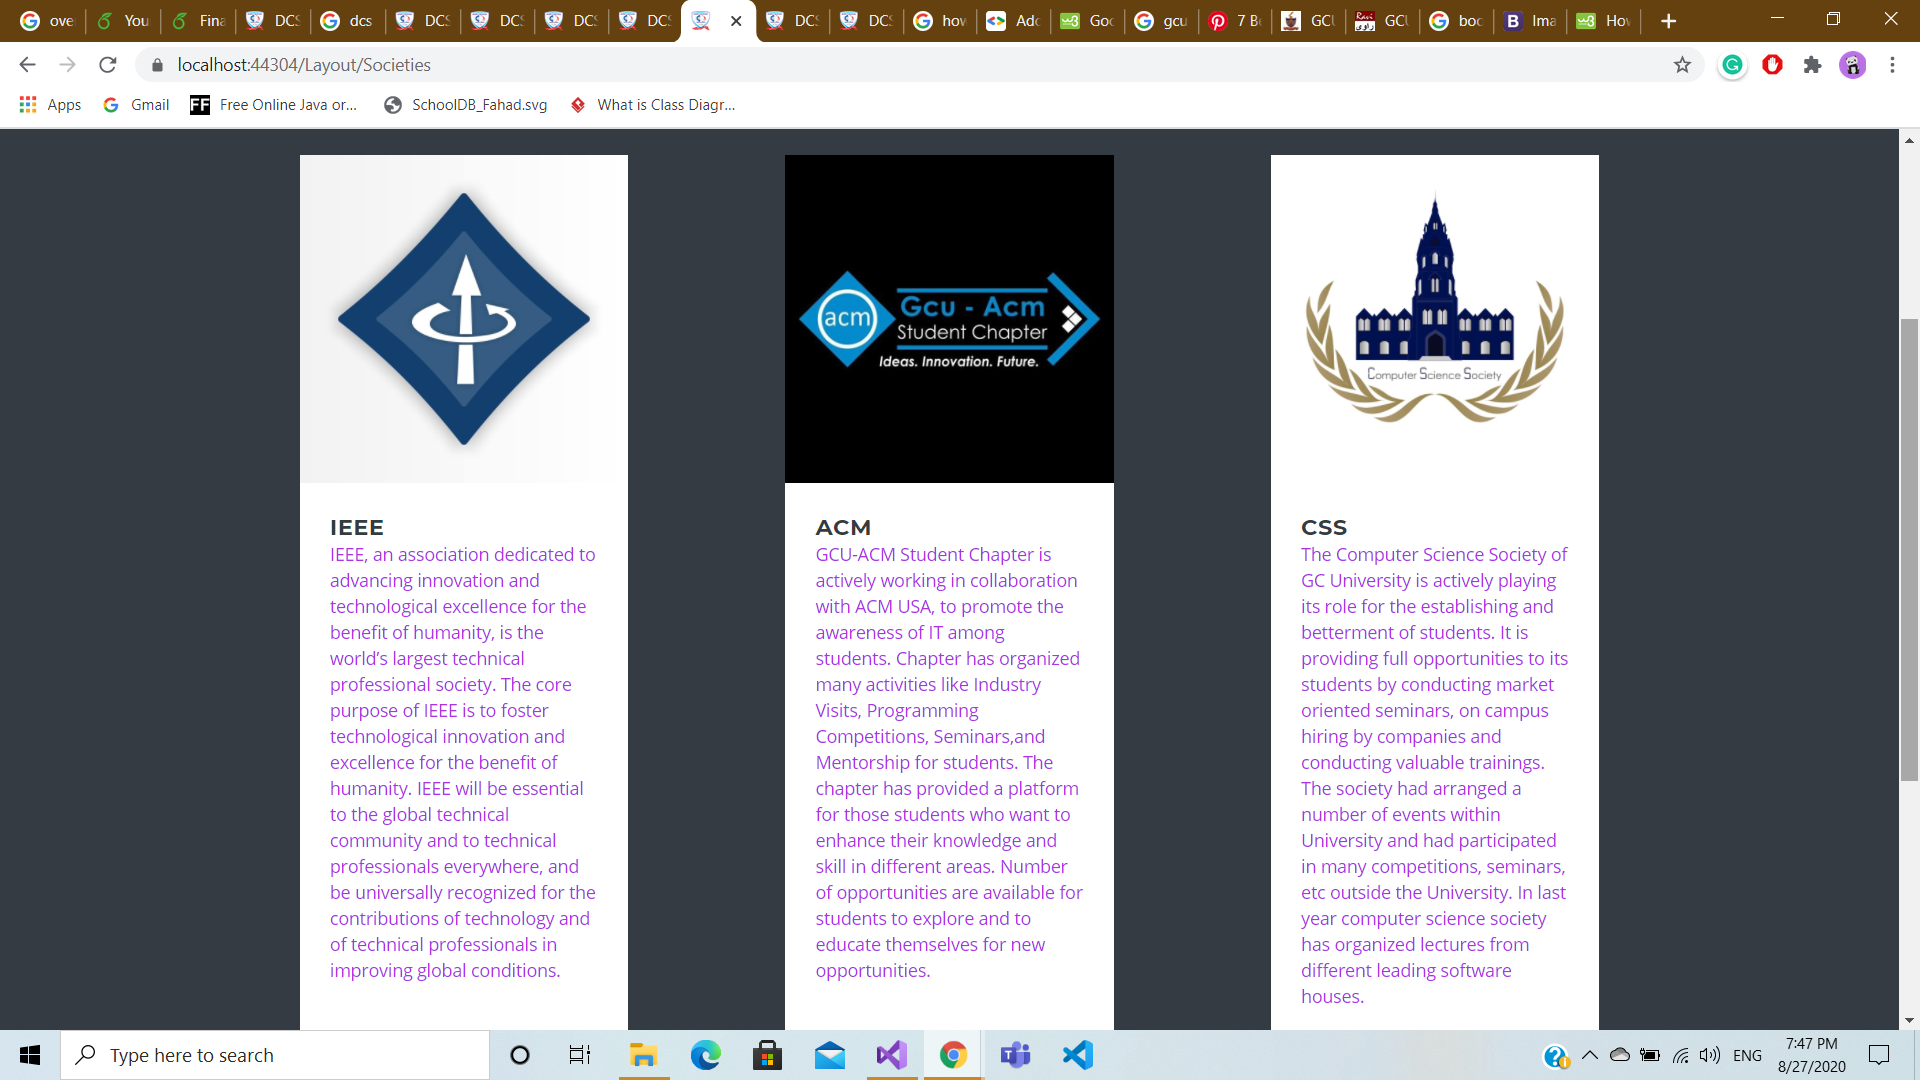 ove You Fina DCS dcs DCS DCS DCS DCS DCS DCS how Add Goo gcu 7 Be GCU GCU boo Ima How
localhost:44304/Layout/Societies
Apps Gmail Free Online Java or... SchoolDB_Fahad.svg What is Class Diagr...
acm
Gcu - Acm
Student Chapter
Ideas. Innovation. Future.
Computer Science Society
IEEE
IEEE, an association dedicated to
advancing innovation and
technological excellence for the
benefit of humanity, is the
world’s largest technical
professional society. The core
purpose of IEEE is to foster
technological innovation and
excellence for the benefit of
humanity. IEEE will be essential
to the global technical
community and to technical
professionals everywhere, and
be universally recognized for the
contributions of technology and
of technical professionals in
improving global conditions.
ACM
GCU-ACM Student Chapter is
actively working in collaboration
with ACM USA, to promote the
awareness of IT among
students. Chapter has organized
many activities like Industry
Visits, Programming
Competitions, Seminars,and
Mentorship for students. The
chapter has provided a platform
for those students who want to
enhance their knowledge and
skill in different areas. Number
of opportunities are available for
students to explore and to
educate themselves for new
opportunities.
CSS
The Computer Science Society of
GC University is actively playing
its role for the establishing and
betterment of students. It is
providing full opportunities to its
students by conducting market
oriented seminars, on campus
hiring by companies and
conducting valuable trainings.
The society had arranged a
number of events within
University and had participated
in many competitions, seminars,
etc outside the University. In last
year computer science society
has organized lectures from
different leading software
houses.
Type here to search
ENG
7:47 PM
8/27/2020